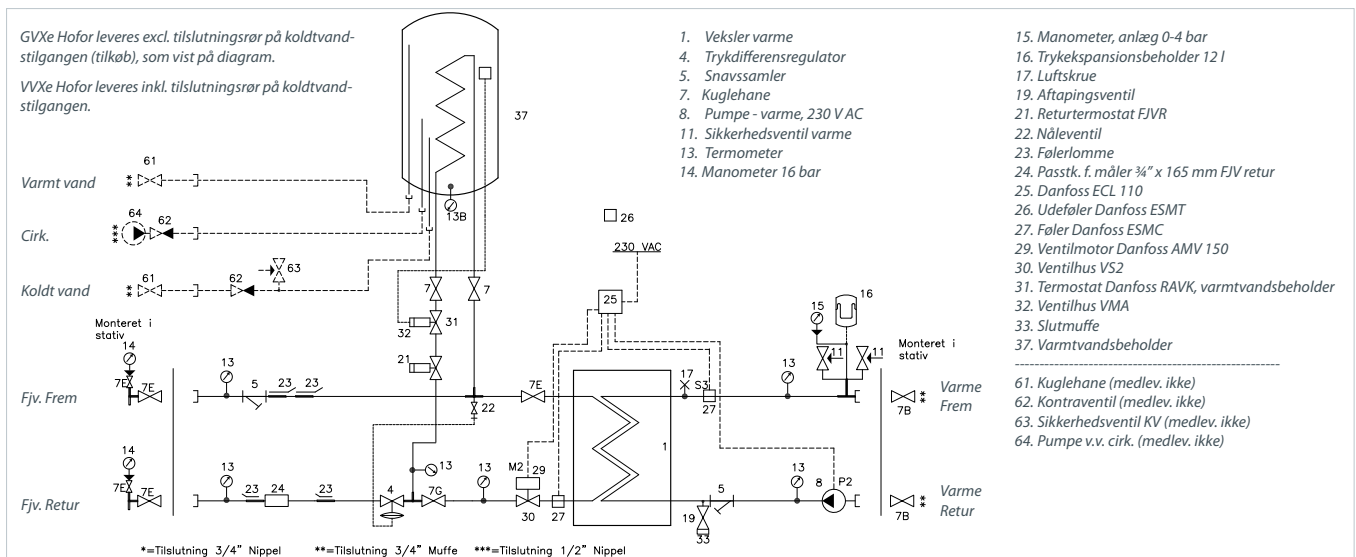 GVXe Hofor leveres excl. tilslutningsrør på koldtvand-
stilgangen (tilkøb), som vist på diagram.
VVXe Hofor leveres inkl. tilslutningsrør på koldtvand-
stilgangen.
1. Veksler varme
4. Trykdifferensregulator
5. Snavssamler
7. Kuglehane
8. Pumpe - varme, 230 V AC
11. Sikkerhedsventil varme
13. Termometer
14. Manometer 16 bar
15. Manometer, anlæg 0-4 bar
16. Trykekspansionsbeholder 12 l
17. Luftskrue
19. Aftapingsventil
21. Returtermostat FJVR
22. Nåleventil
23. Følerlomme
24. Passtk. f. måler ¾” x 165 mm FJV retur
25. Danfoss ECL 110
26. Udeføler Danfoss ESMT
27. Føler Danfoss ESMC
29. Ventilmotor Danfoss AMV 150
30. Ventilhus VS2
31. Termostat Danfoss RAVK, varmtvandsbeholder
32. Ventilhus VMA
33. Slutmuffe
37. Varmtvandsbeholder
61. Kuglehane (medlev. ikke)
62. Kontraventil (medlev. ikke)
63. Sikkerhedsventil KV (medlev. ikke)
64. Pumpe v.v. cirk. (medlev. ikke)
37
61
Varmt vand **
13B
64 62
Cirk. ***
26
230 VAC
63
61 62
Koldt vand **
7 7
25
32 31
15 16
11 11
Monteret i
stativ
Monteret i
stativ
14
7E 7E
13
5 23 23
21
22
7E
17
S3
27
13
7B **
Fjv. Frem
Varme
Frem
1
14
7E 7E
13
23 24 23
4
13
7G
13
M2 29
30
27
5
19
33
13
8 P2
7B **
Fjv. Retur
Varme
Retur
*=Tilslutning 3/4” Nippel **=Tilslutning 3/4” Muffe ***=Tilslutning 1/2” Nippel